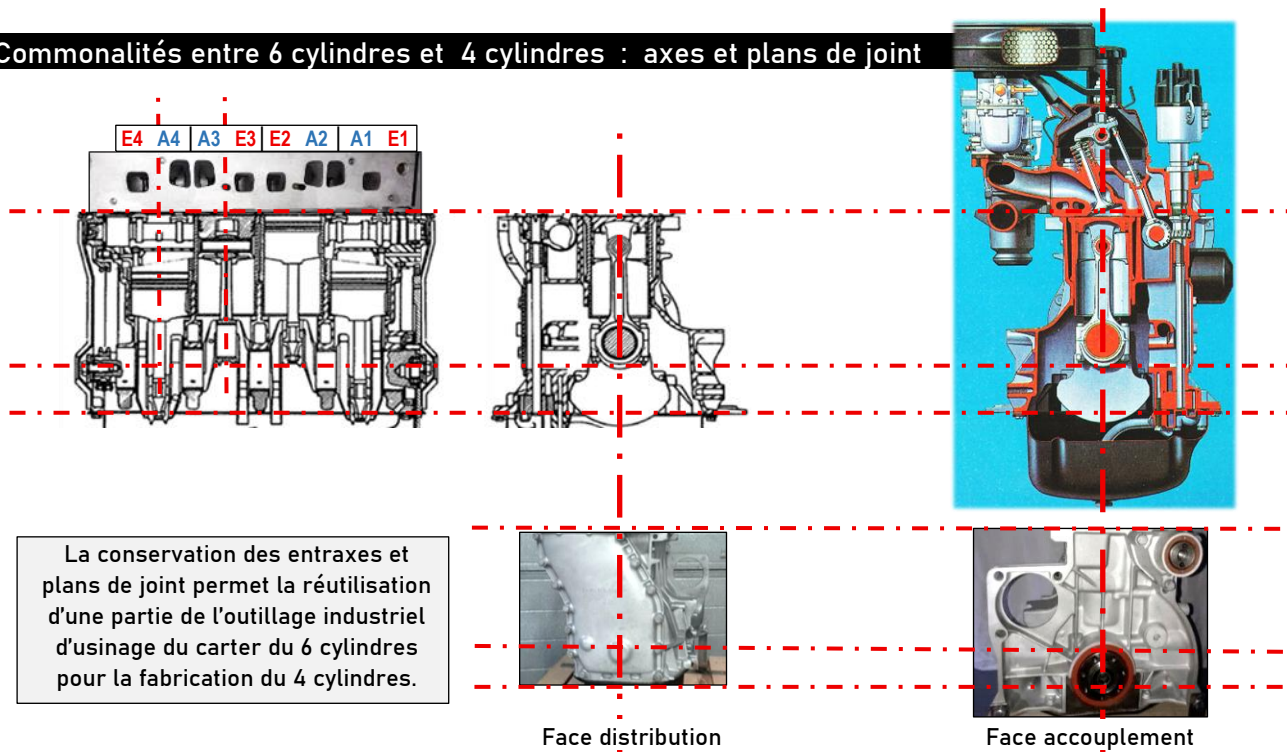 Commonalités entre 6 cylindres et 4 cylindres : axes et plans de joint
E4 A4 A3 E3 E2 A2 A1 E1
La conservation des entraxes et
plans de joint permet la réutilisation
d'une partie de l'outillage industriel
d'usinage du carter du 6 cylindres
pour la fabrication du 4 cylindres.
Face distribution
Face accouplement